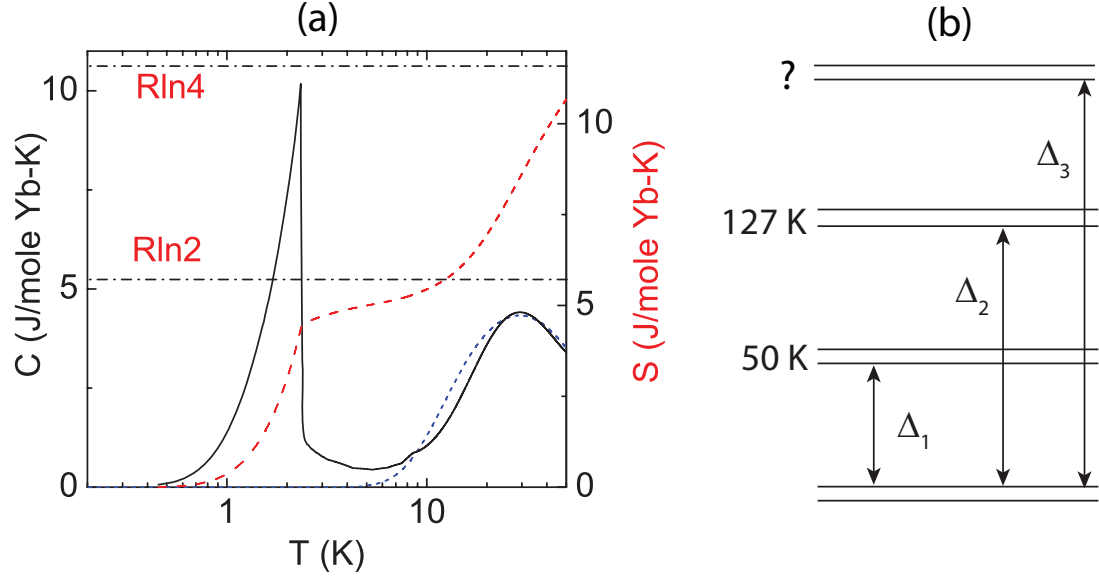 (a)
(b)
C (J/mole Yb-K)
10
5
0
Rln4
Rln2
1
10
T (K)
10
5
0
S (J/mole Yb-K)
?
127 K
50 K
Δ3
Δ2
Δ1